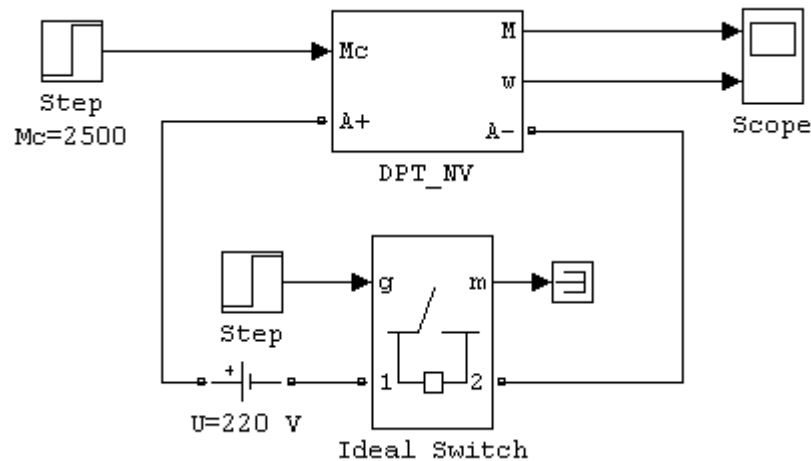 Step
Mc=2500
Mc
A+
M
w
A-
DPT_NV
Scope
Step
g
m
1
2
+
U=220 V
Ideal Switch